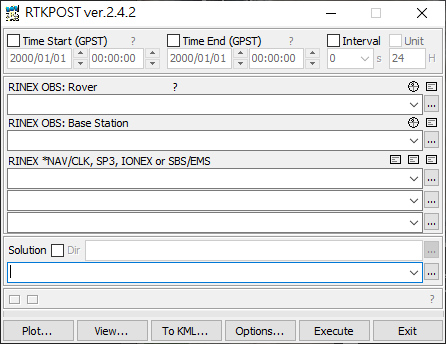 RTKPOST ver.2.4.2
Time Start (GPST) ? Time End (GPST) ? Interval Unit
2000/01/01 00:00:00 2000/01/01 00:00:00 0 s 24 H
RINEX OBS: Rover ?
...
RINEX OBS: Base Station
...
RINEX *NAV/CLK, SP3, IONEX or SBS/EMS
...
...
...
Solution Dir ...
...
?
Plot... View... To KML... Options... Execute Exit